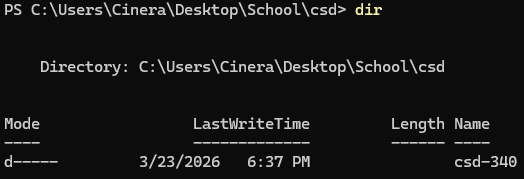 PS C:\Users\Cinera\Desktop\School\csd> dir
Directory: C:\Users\Cinera\Desktop\School\csd
Mode LastWriteTime Length Name
---- ------------- ------ ----
d----- 3/23/2026 6:37 PM csd-340